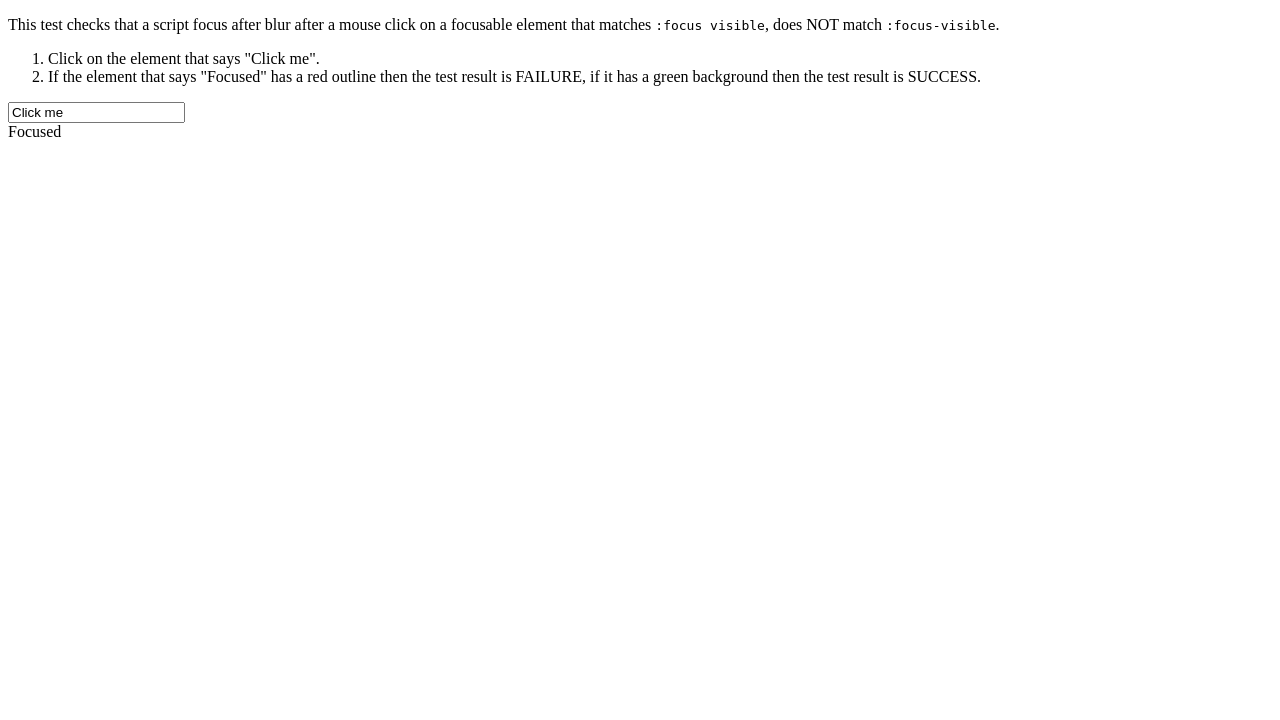 This test checks that a script focus after blur after a mouse click on a focusable element that matches :focus visible, does NOT match :focus-visible.
1. Click on the element that says "Click me".
2. If the element that says "Focused" has a red outline then the test result is FAILURE, if it has a green background then the test result is SUCCESS.
Click me
Focused